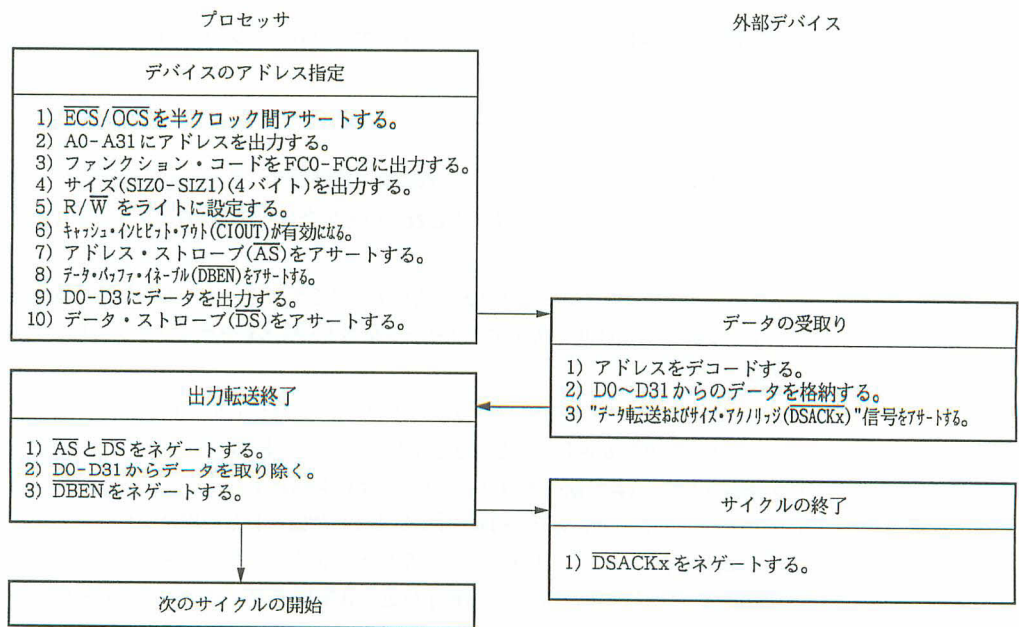 プロセッサ
外部デバイス
デバイスのアドレス指定
1) ECS/OCSを半クロック間アサートする。
2) A0-A31にアドレスを出力する。
3) ファンクション・コードをFC0-FC2に出力する。
4) サイズ(SIZ0-SIZ1)(4バイト)を出力する。
5) R/Wをライトに設定する。
6) キャッシュ・インヒビット・アウト(CIOUT)が有効になる。
7) アドレス・ストローブ(AS)をアサートする。
8) データ・バッファ・イネーブル(DBEN)をアサートする。
9) D0-D3にデータを出力する。
10) データ・ストローブ(DS)をアサートする。
データの受取り
1) アドレスをデコードする。
2) D0～D31からのデータを格納する。
3) "データ転送およびサイズ・アクノリッジ(DSACKx)"信号をアサートする。
出力転送終了
1) ASとDSをネゲートする。
2) D0-D31からデータを取り除く。
3) DBENをネゲートする。
サイクルの終了
1) DSACKxをネゲートする。
次のサイクルの開始